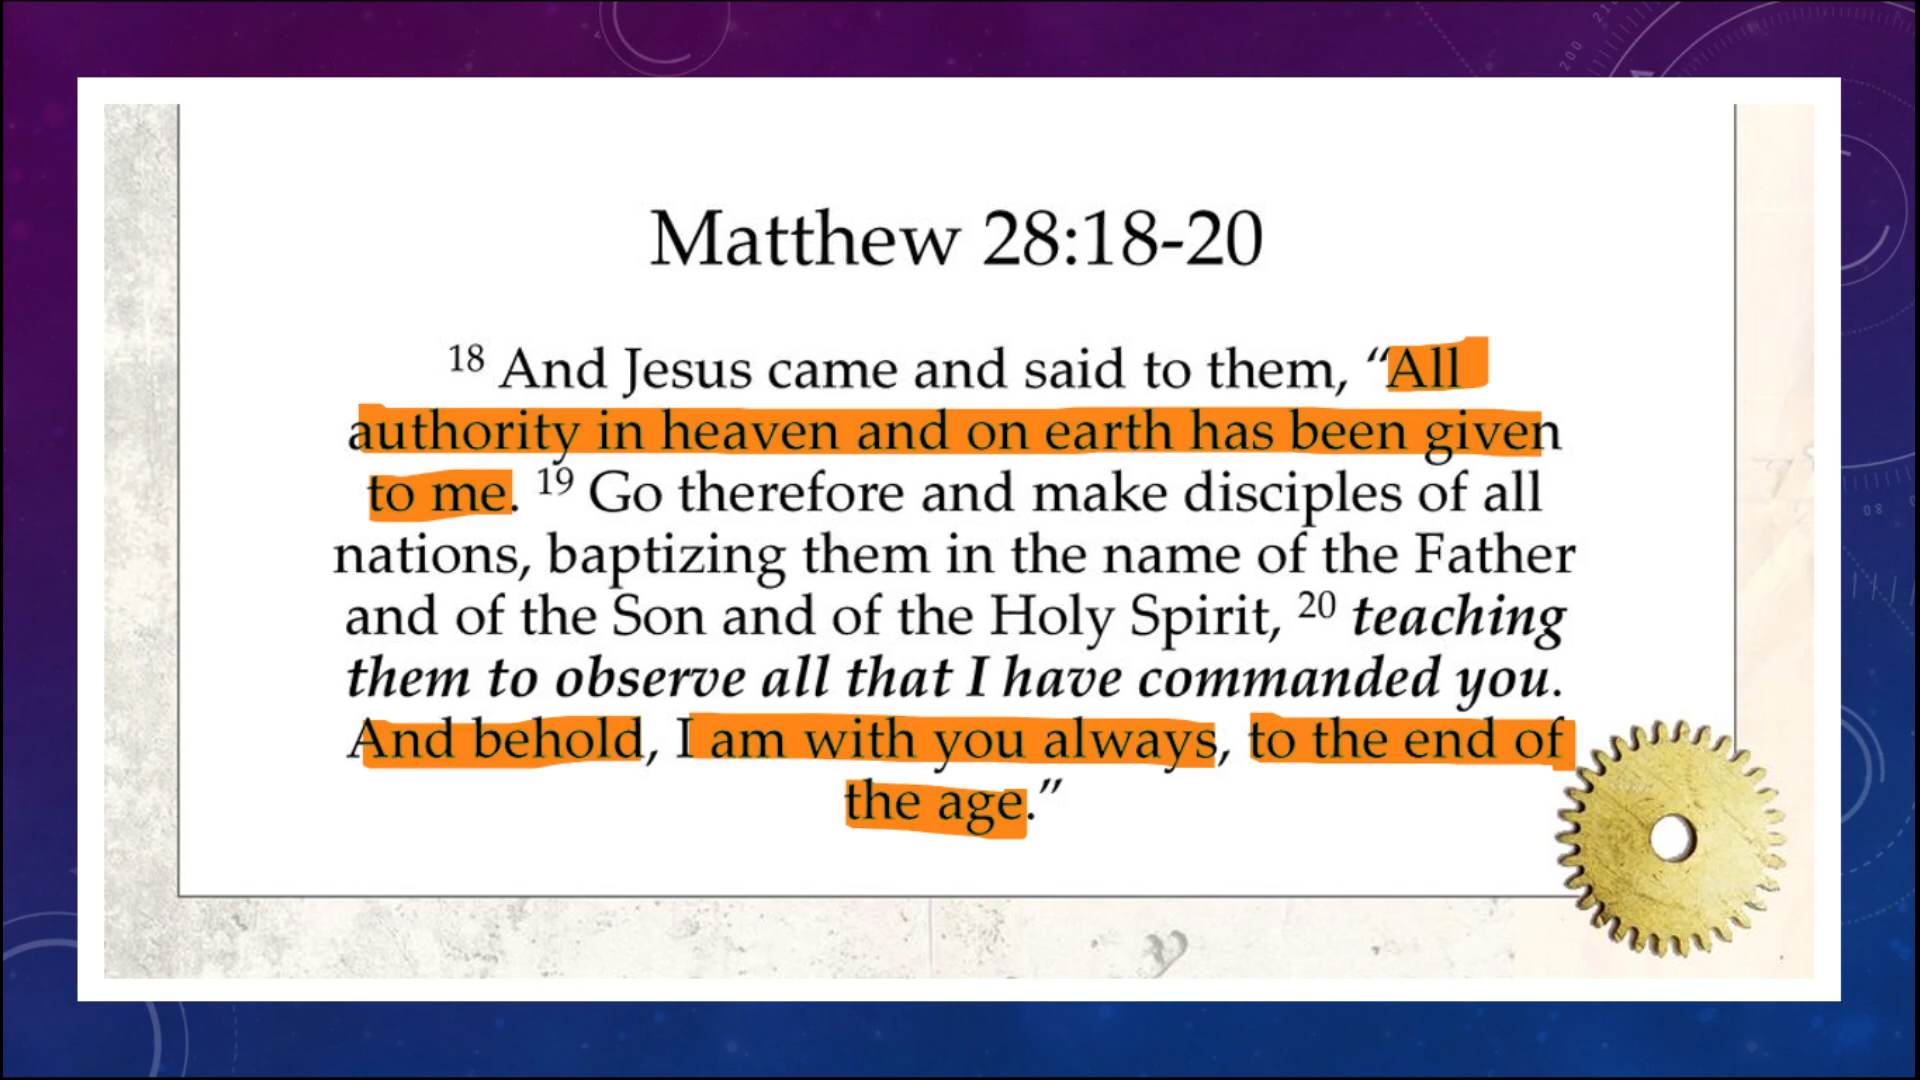 Matthew 28:18-20
18 And Jesus came and said to them, “All
authority in heaven and on earth has been given
to me. 19 Go therefore and make disciples of all
nations, baptizing them in the name of the Father
and of the Son and of the Holy Spirit, 20 teaching
them to observe all that I have commanded you.
And behold, I am with you always, to the end of
the age.”
200
80